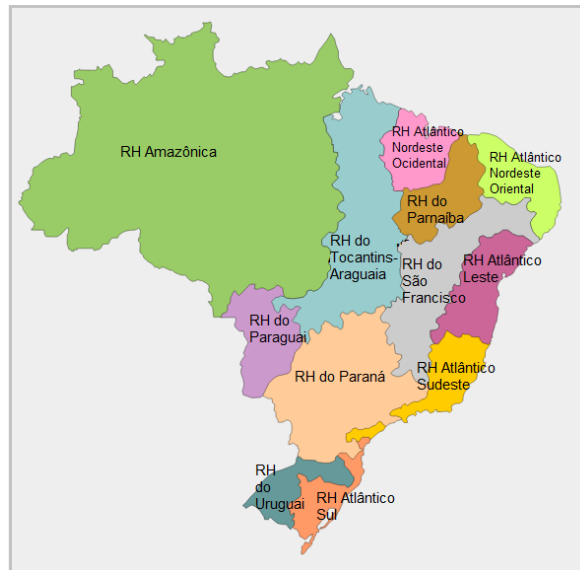 RH Amazônica
RH Atlântico
Nordeste
Ocidental
RH Atlântico
Nordeste
Oriental
RH do
Parnaíba
RH do
Tocantins-
Araguaia
RH do
São
Francisco
RH Atlântico
Leste
RH do
Paraguai
RH do Paraná
RH Atlântico
Sudeste
RH
do
Uruguai
RH Atlântico
Sul